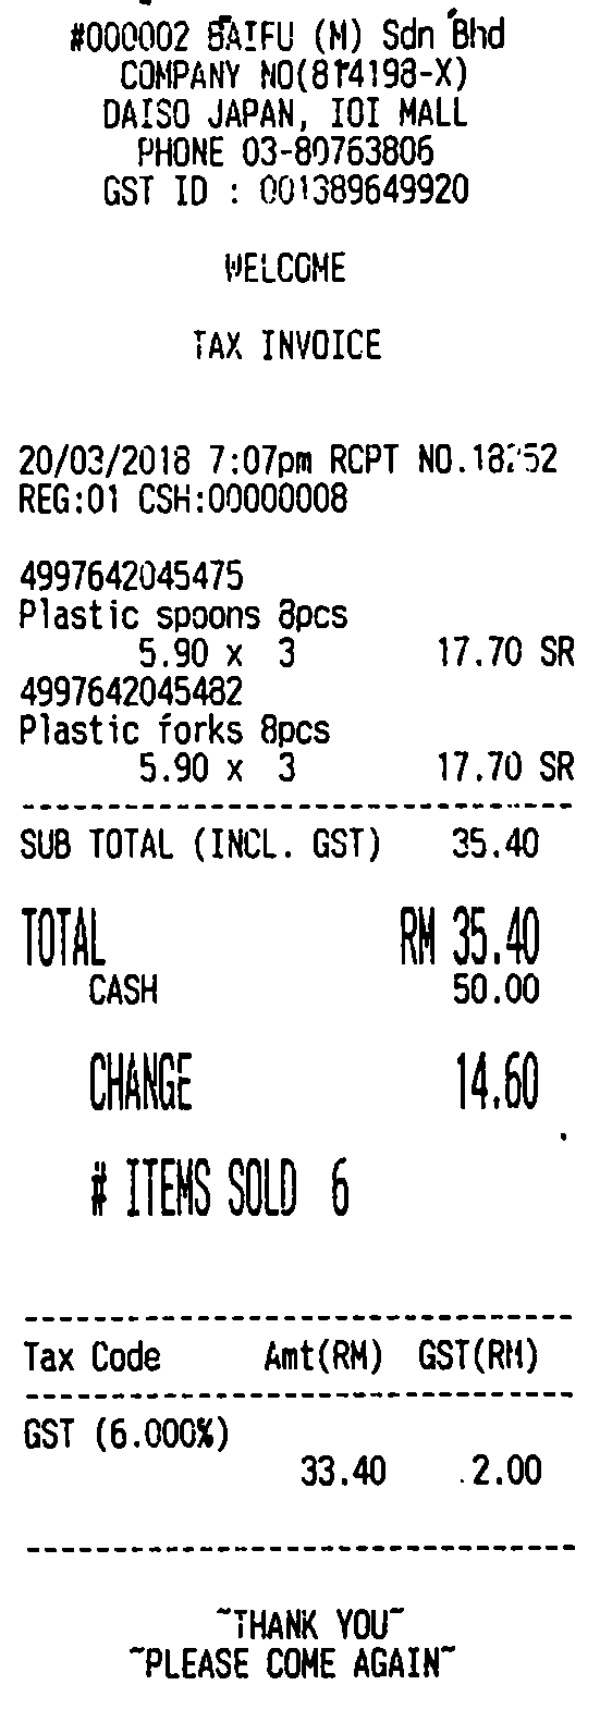 #000002 BAIFU (M) Sdn Bhd
COMPANY NO(814198-X)
DAISO JAPAN, IOI MALL
PHONE 03-80763806
GST ID : 001389649920
WELCOME
TAX INVOICE
20/03/2018 7:07pm RCPT
REG:01 CSH:00000008
4997642045475
Plastic spoons 8pcs
5.90 x 3 17.70 SR
4997642045482
Plastic forks 8pcs
5.90 x 3 17.70 SR
SUB TOTAL (INCL. GST) 35.40
TOTAL RM 35.40
CASH 50.00
CHANGE 14.60
# ITEMS SOLD 6
Tax Code Amt(RM) GST(RM)
GST (6.000%)
33.40 2.00
~THANK YOU~
~PLEASE COME AGAIN~